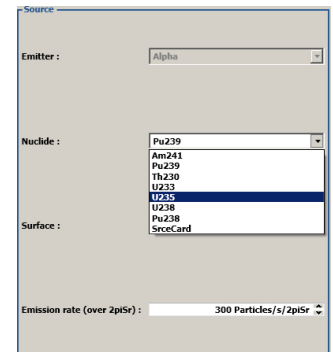 Source
Emitter : Alpha
Nuclide : Pu239
Am241
Pu239
Th230
U233
U235
U238
Pu238
SrceCard
Surface :
Emission rate (over 2piSr) : 300 Particles/s/2piSr